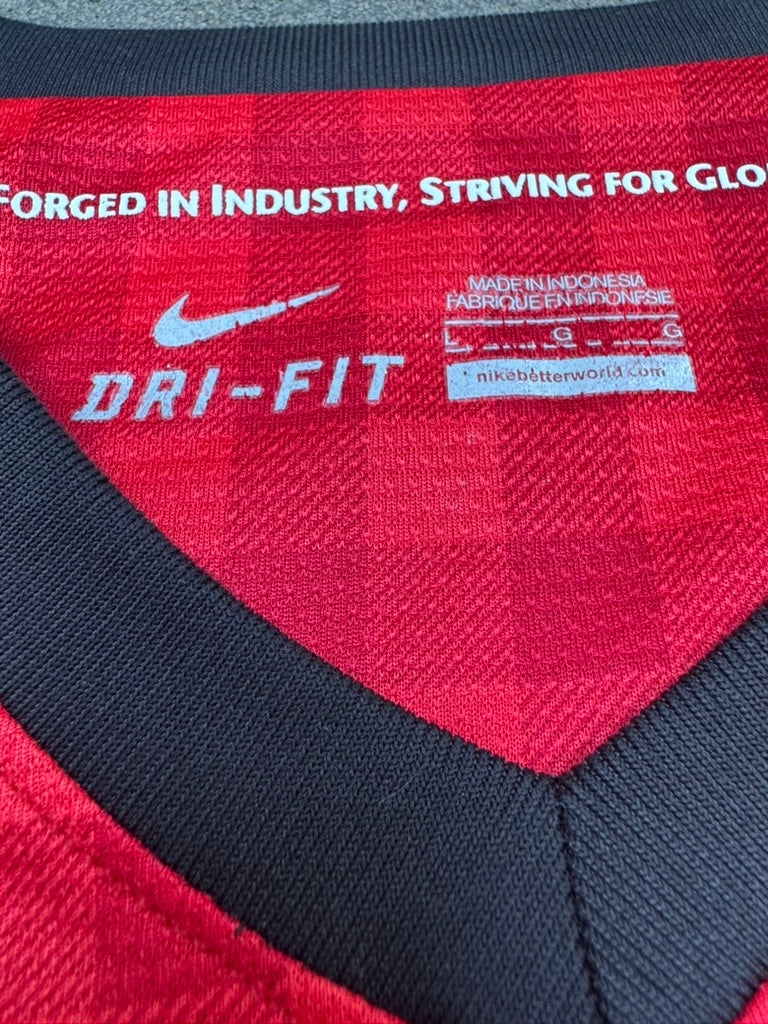 FORGED IN INDUSTRY, STRIVING FOR GLO
DRI-FIT
MADE IN INDONESIA
FABRIQUE EN INDONESIE
L G G
nikebetterworld.com